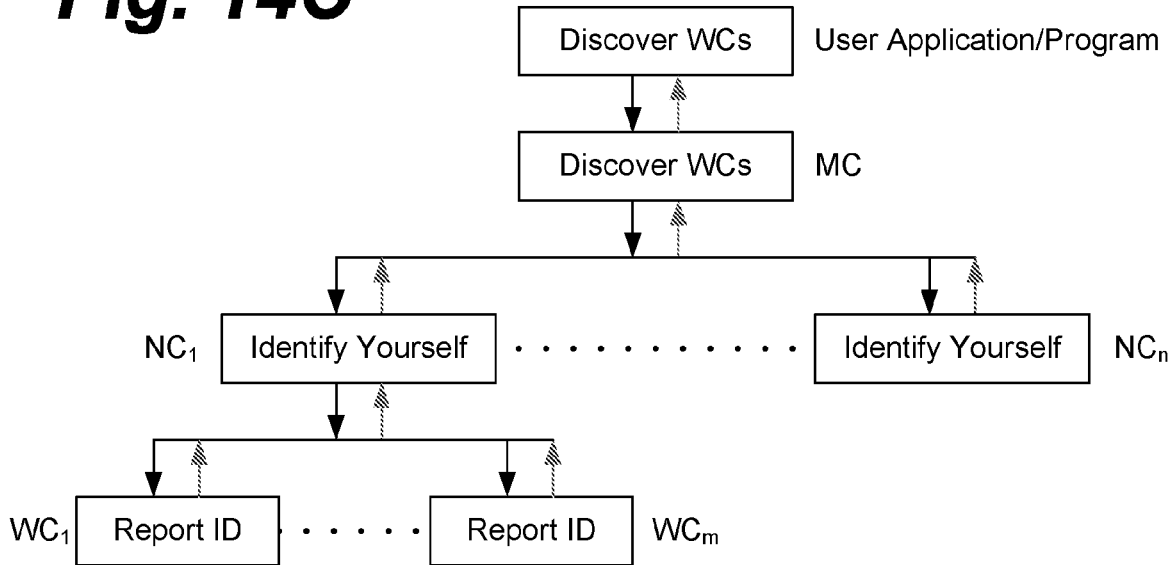 Fig. 14C
Discover WCs User Application/Program
Discover WCs MC
NC₁ Identify Yourself Identify Yourself NCₙ
WC₁ Report ID Report ID WCₘ